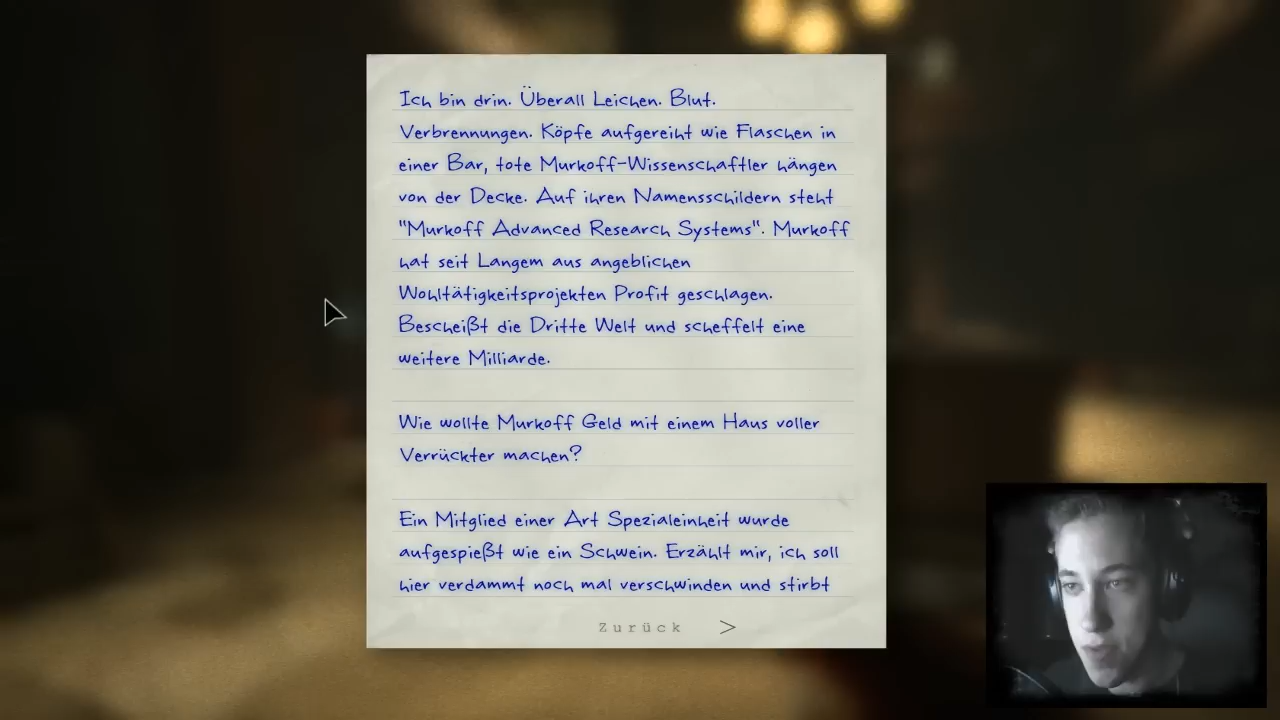 Ich bin drin. Überall Leichen. Blut.
Verbrennungen. Köpfe aufgereiht wie Flaschen in
einer Bar, tote Murkoff-Wissenschaftler hängen
von der Decke. Auf ihren Namensschildern steht
"Murkoff Advanced Research Systems". Murkoff
hat seit Langem aus angeblichen
Wohltätigkeitsprojekten Profit geschlagen.
Bescheißt die Dritte Welt und scheffelt eine
weitere Milliarde.
Wie wollte Murkoff Geld mit einem Haus voller
Verrückter machen?
Ein Mitglied einer Art Spezialeinheit wurde
aufgespießt wie ein Schwein. Erzählt mir, ich soll
hier verdammt noch mal verschwinden und stirbt
Zurück >